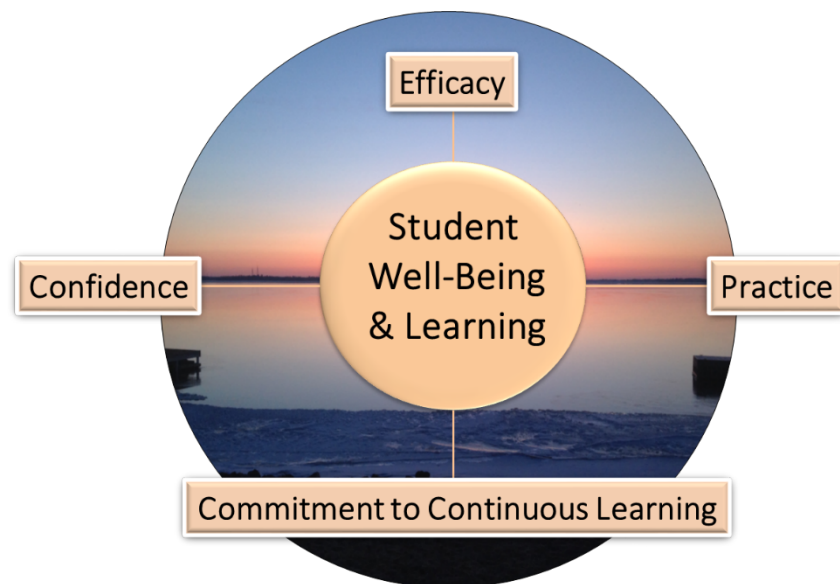 Efficacy
Student
Well-Being
& Learning
Confidence
Practice
Commitment to Continuous Learning